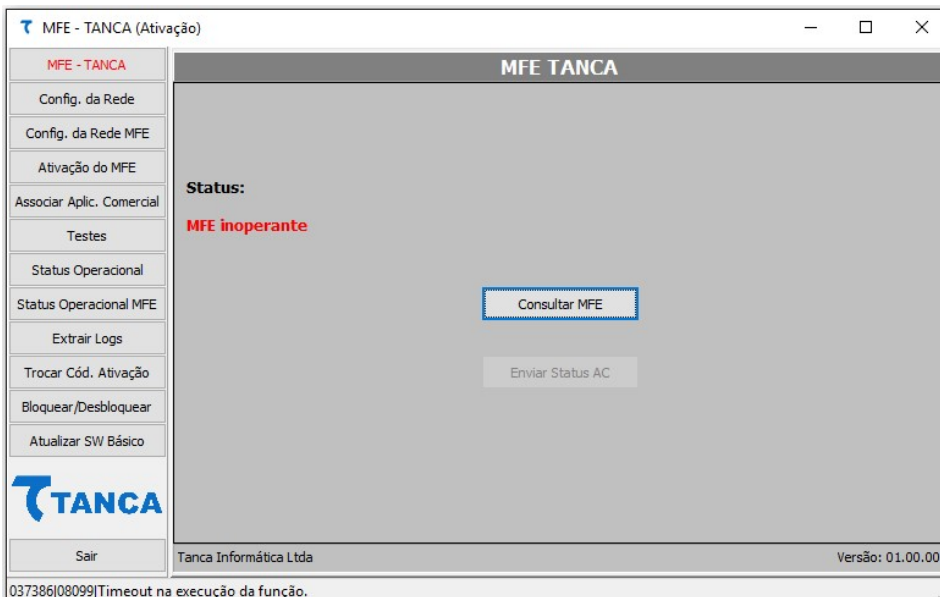 MFE - TANCA (Ativação)
MFE - TANCA
MFE TANCA
Config. da Rede
Config. da Rede MFE
Ativação do MFE
Associar Aplic. Comercial
Status:
Testes
MFE inoperante
Status Operacional
Status Operacional MFE
Consultar MFE
Extrair Logs
Trocar Cód. Ativação
Enviar Status AC
Bloquear/Desbloquear
Atualizar SW Básico
TANCA
Sair
Tanca Informática Ltda
Versão: 01.00.00
037386|08099|Timeout na execução da função.